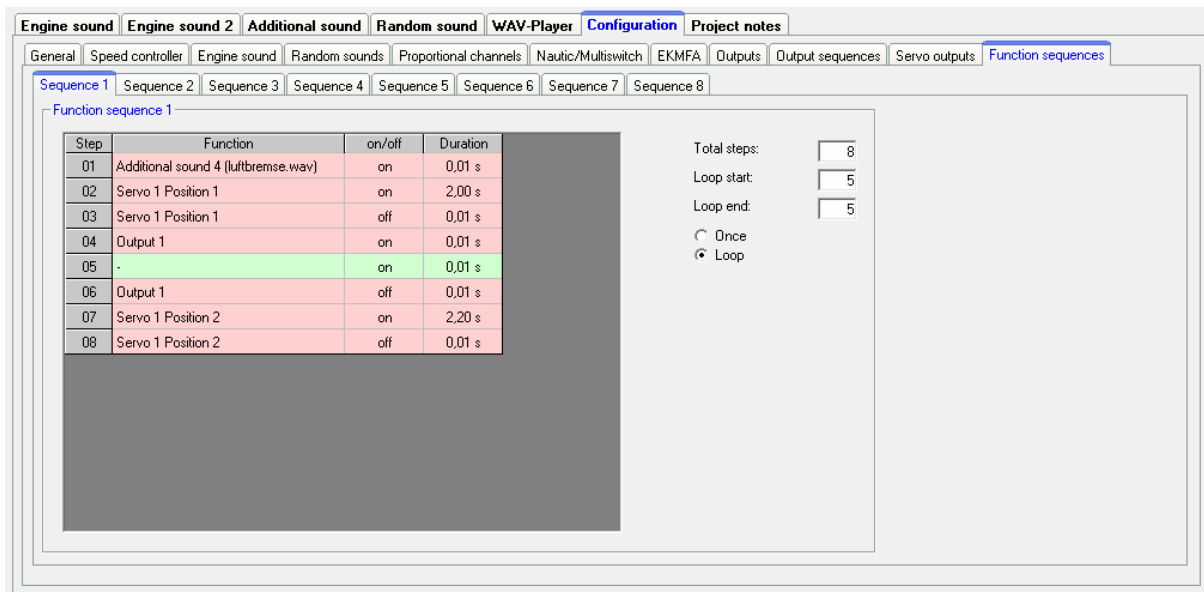 Engine sound Engine sound 2 Additional sound Random sound WAV-Player Configuration Project notes
General Speed controller Engine sound Random sounds Proportional channels Nautic/Multiswitch EKMFA Outputs Output sequences Servo outputs Function sequences
Sequence 1 Sequence 2 Sequence 3 Sequence 4 Sequence 5 Sequence 6 Sequence 7 Sequence 8
Function sequence 1
Step Function on/off Duration
01 Additional sound 4 (luftbremse.wav) on 0,01 s
02 Servo 1 Position 1 on 2,00 s
03 Servo 1 Position 1 off 0,01 s
04 Output 1 on 0,01 s
05 - on 0,01 s
06 Output 1 off 0,01 s
07 Servo 1 Position 2 on 2,20 s
08 Servo 1 Position 2 off 0,01 s
Total steps: 8
Loop start: 5
Loop end: 5
Once
Loop